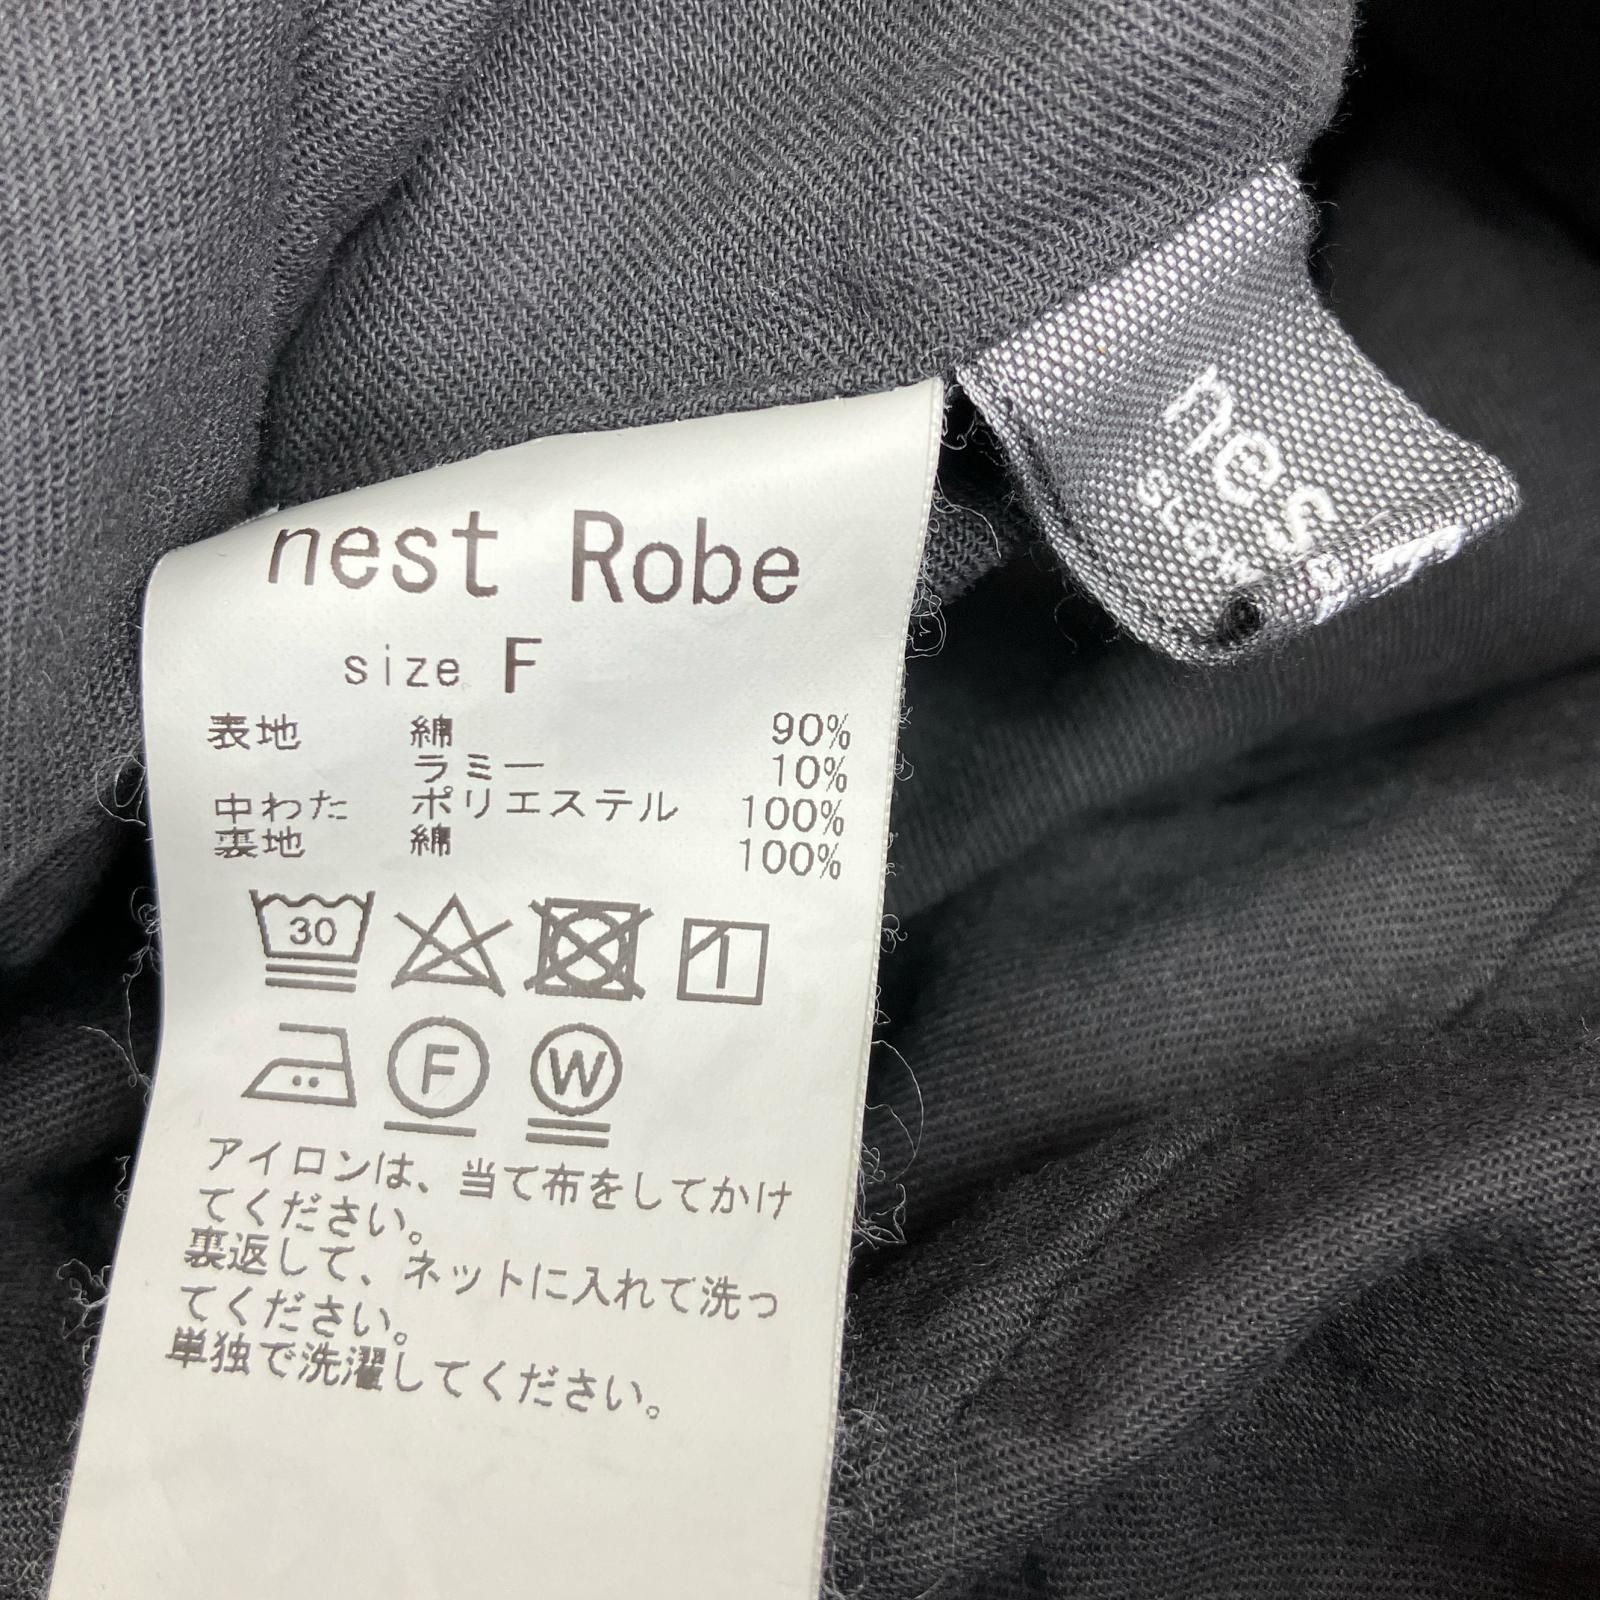 nest Robe
size F
表地 綿 90%
ラミー 10%
中わた ポリエステル 100%
裏地 綿 100%
30
F W
アイロンは、当て布をしてかけ
てください。
裏返して、ネットに入れて洗っ
てください。
単独で洗濯してください。
nes